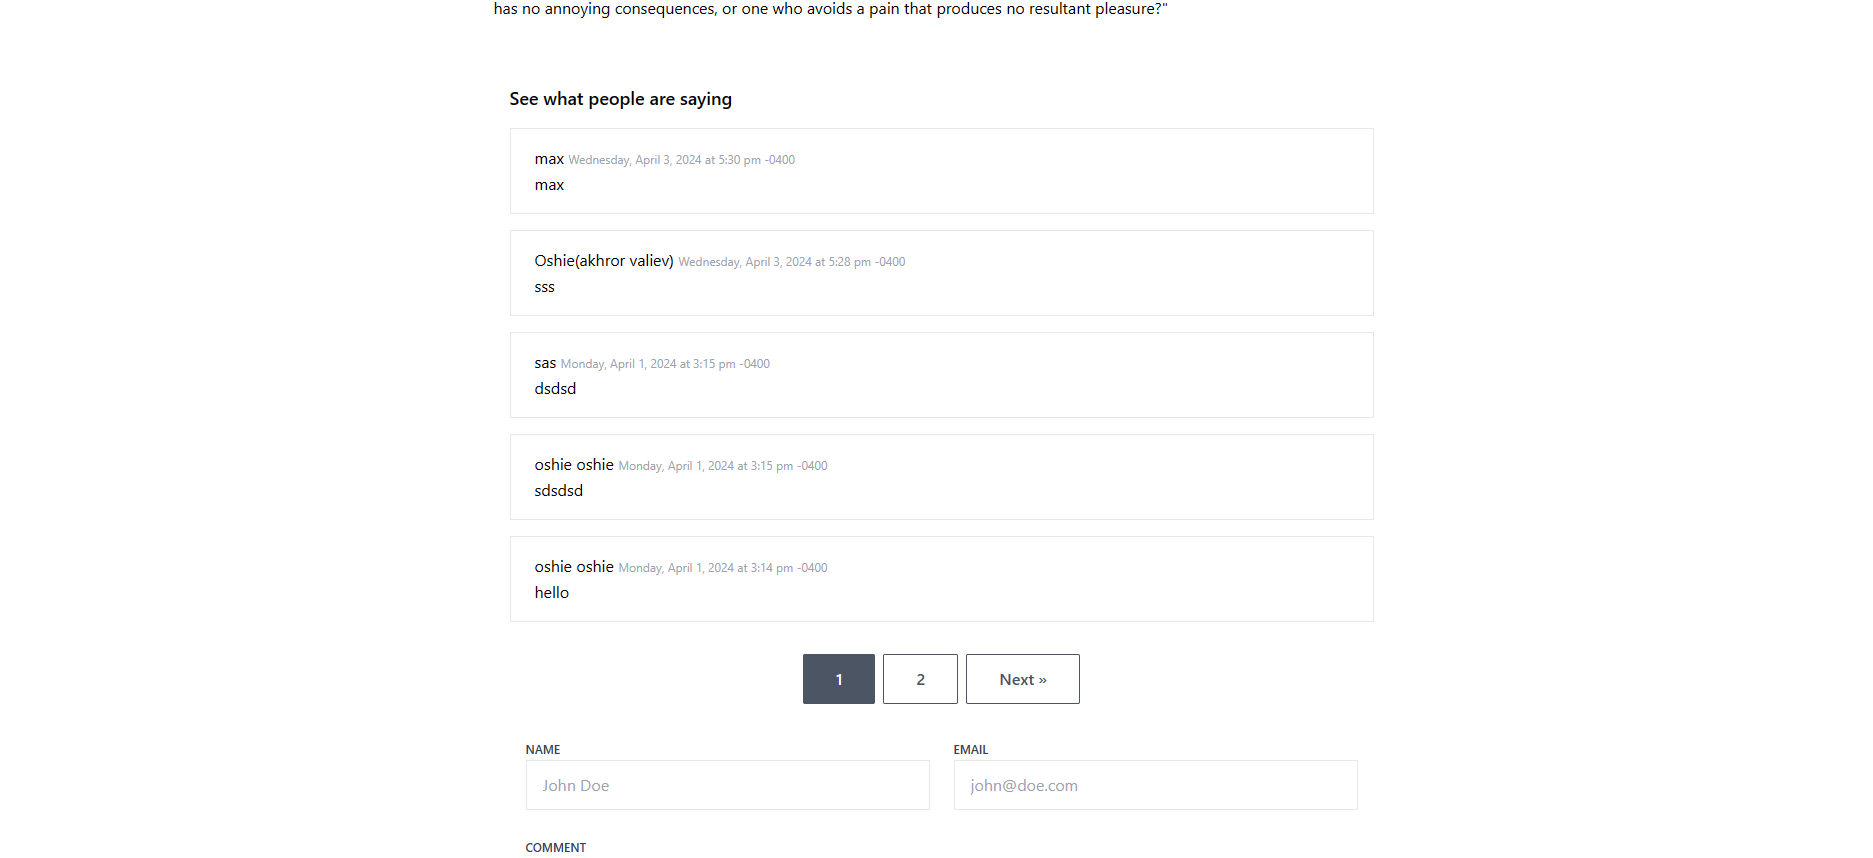 has no annoying consequences, or one who avoids a pain that produces no resultant pleasure?"
See what people are saying
max Wednesday, April 3, 2024 at 5:30 pm -0400
max
Oshie(akhror valiev) Wednesday, April 3, 2024 at 5:28 pm -0400
sss
sas Monday, April 1, 2024 at 3:15 pm -0400
dsdsd
oshie oshie Monday, April 1, 2024 at 3:15 pm -0400
sdsdsd
oshie oshie Monday, April 1, 2024 at 3:14 pm -0400
hello
1 2 Next »
NAME EMAIL
John Doe john@doe.com
COMMENT